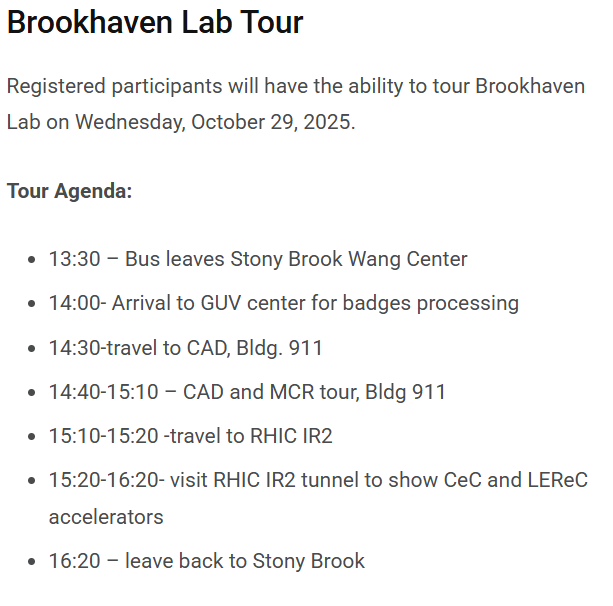 Brookhaven Lab Tour
Registered participants will have the ability to tour Brookhaven
Lab on Wednesday, October 29, 2025.
Tour Agenda:
• 13:30 – Bus leaves Stony Brook Wang Center
• 14:00- Arrival to GUV center for badges processing
• 14:30-travel to CAD, Bldg. 911
• 14:40-15:10 – CAD and MCR tour, Bldg 911
• 15:10-15:20 -travel to RHIC IR2
• 15:20-16:20- visit RHIC IR2 tunnel to show CeC and LEReC
accelerators
• 16:20 – leave back to Stony Brook